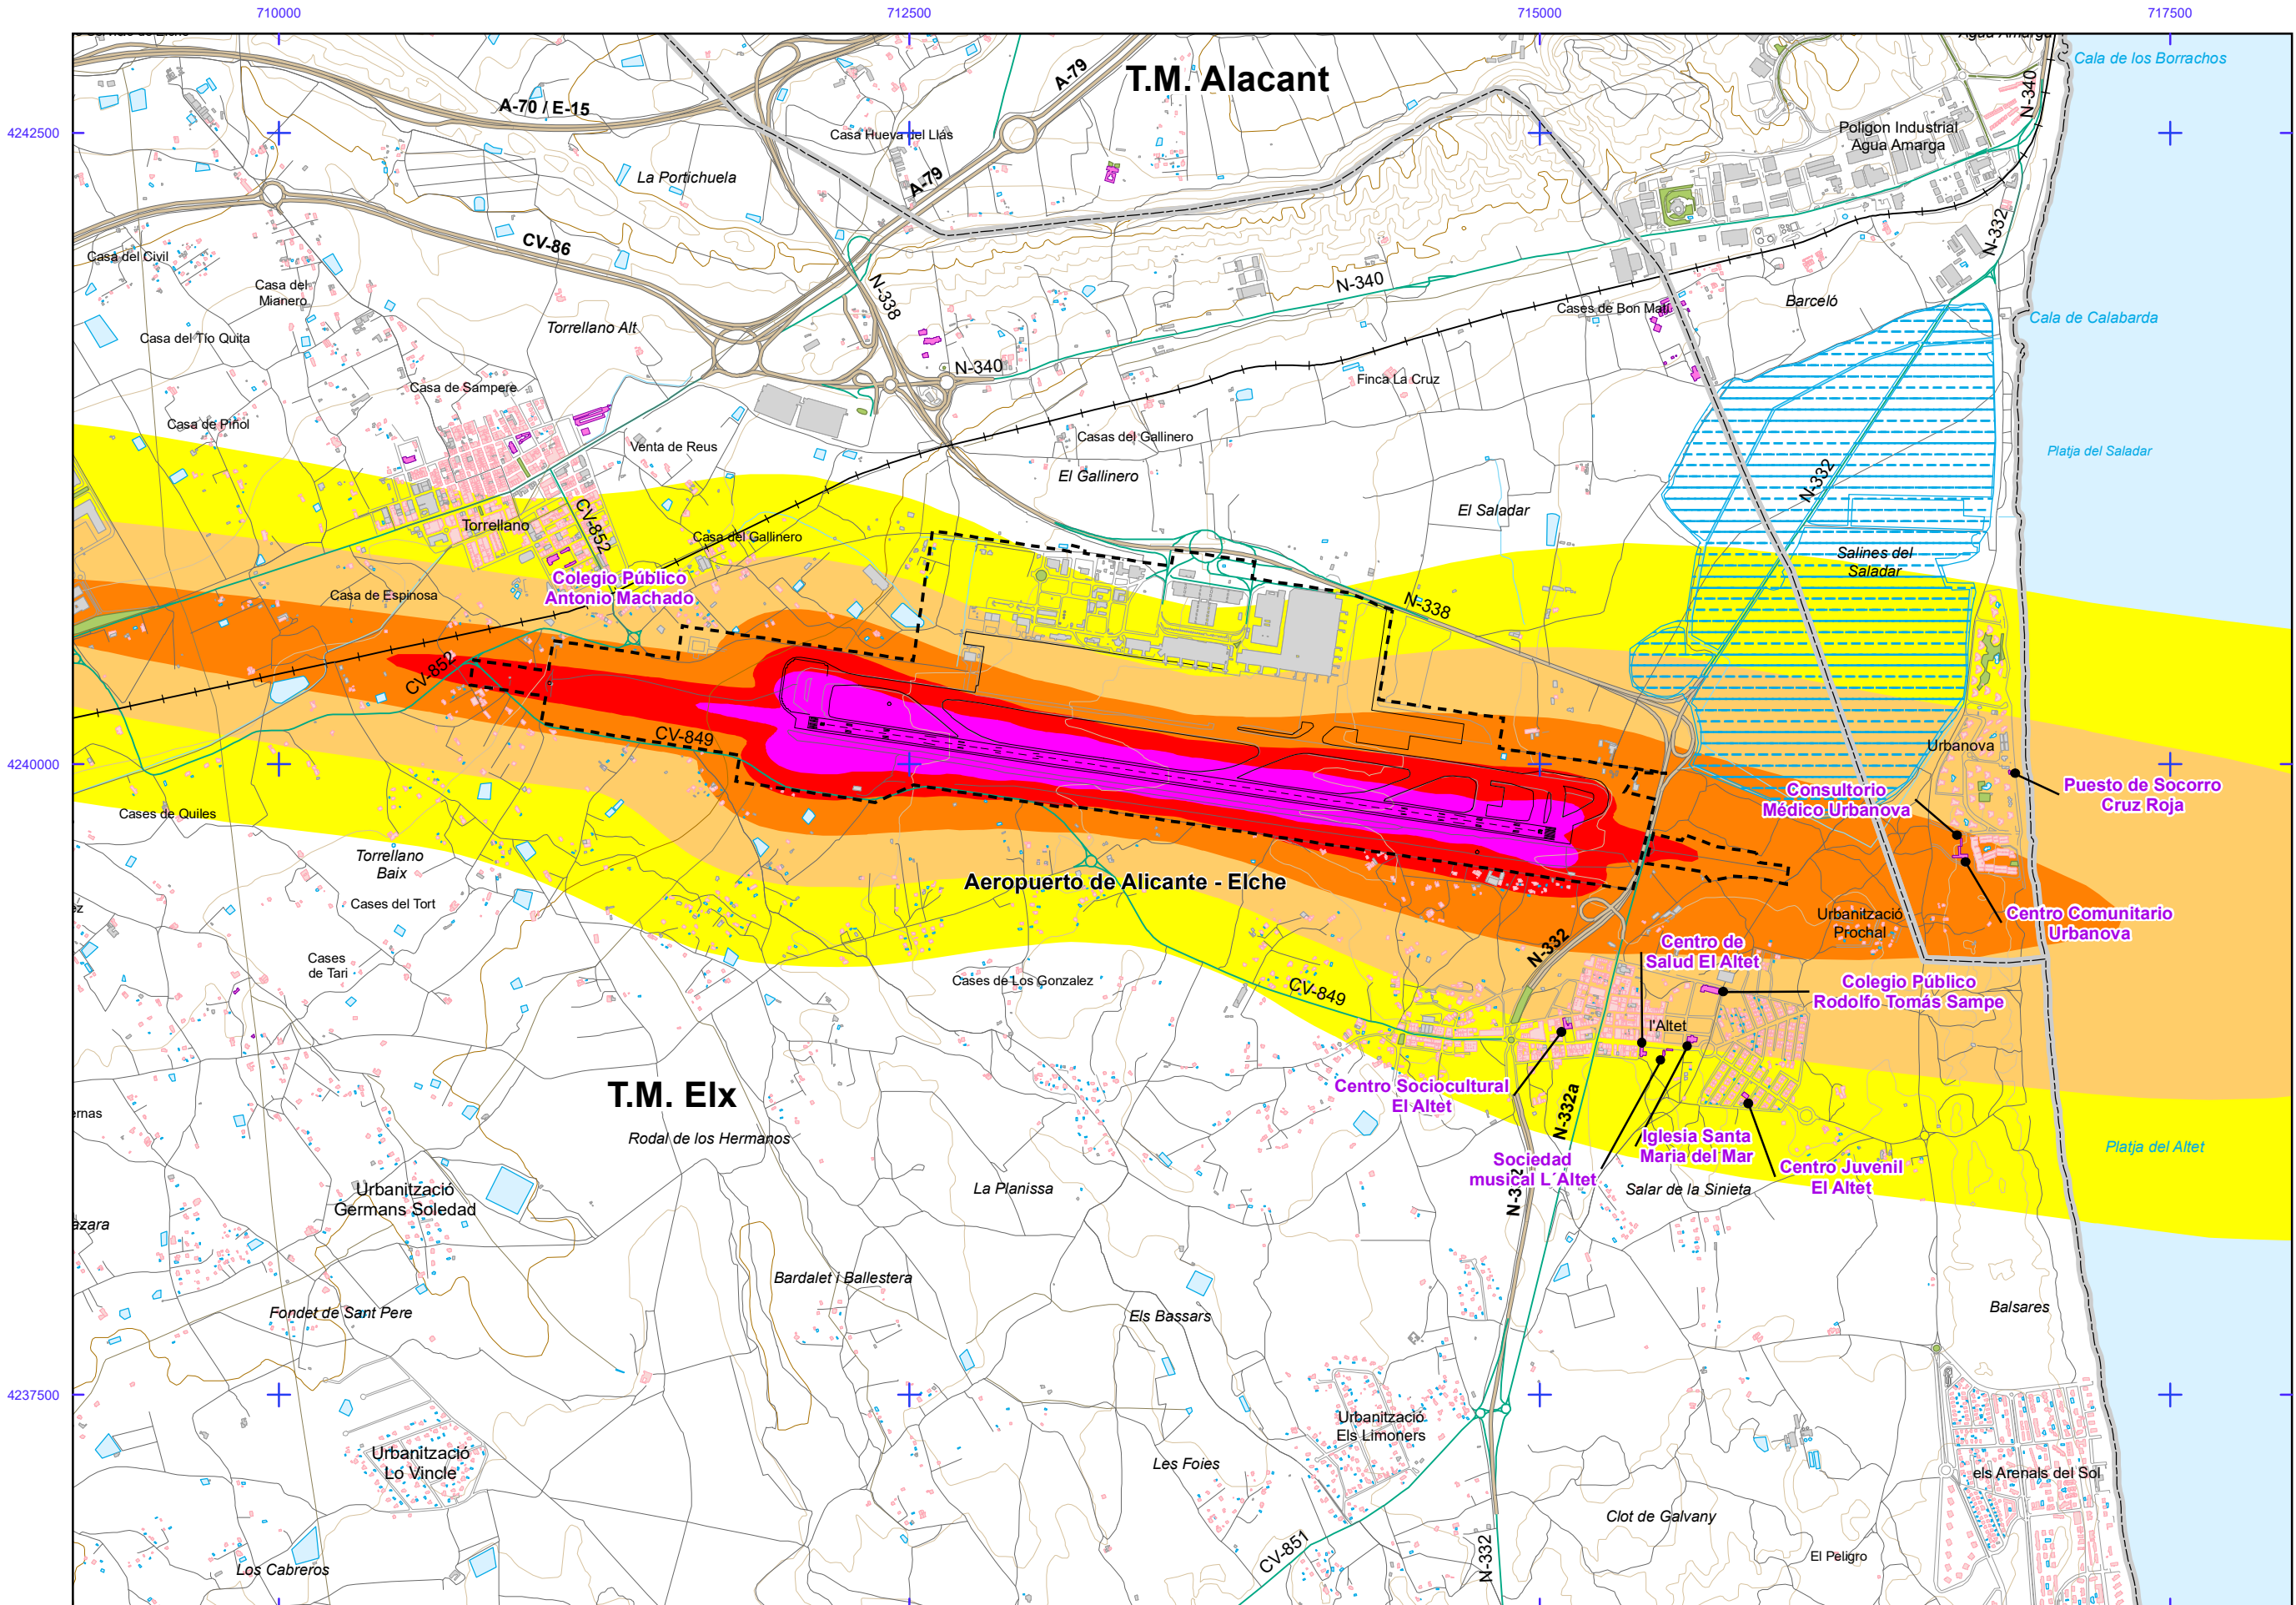 710000
712500
715000
717500
Agua Amarga
Cala de los Borrachos
A-79
T.M. Alacant
N-340
A-70 / E-15
4242500
Casa Hueva del Llás
Poligon Industrial
Agua Amarga
La Portichuela
A-79
CV-86
N-332
Casa del Civil
Casa del
Mianero
N-338
N-340
Cases de Bon Matí
Barceló
Cala de Calabarda
Torrellano Alt
Casa del Tío Quita
N-340
Finca La Cruz
Casa de Sampere
Casa de Piñol
Venta de Reus
Casas del Gallinero
Platja del Saladar
El Gallinero
N-332
El Saladar
Torrellano
CV-852
Casa del Gallinero
Salines del
Saladar
Colegio Público
Antonio Machado
Casa de Espinosa
N-338
CV-852
CV-849
Urbanova
4240000
Puesto de Socorro
Cruz Roja
Consultorio
Médico Urbanova
Cases de Quiles
Torrellano
Baix
Aeropuerto de Alicante - Elche
Cases del Tort
Urbanització
Prochal
Centro Comunitario
Urbanova
N-332
Centro de
Salud El Altet
Cases
de Tari
Cases de Los Gonzalez
CV-849
Colegio Público
Rodolfo Tomás Sampe
l'Altet
Centro Sociocultural
El Altet
T.M. Elx
ernas
N-332a
Rodal de los Hermanos
Iglesia Santa
Maria del Mar
Platja del Altet
Sociedad
musical L´Altet
Centro Juvenil
El Altet
N-332
Urbanització
Germans Soledad
La Planissa
Salar de la Sinieta
azara
Bardalet i Ballestera
Fondet de Sant Pere
Els Bassars
Balsares
4237500
Urbanització
Els Limoners
Urbanització
Lo Vincle
Les Foies
els Arenals del Sol
Clot de Galvany
CV-851
N-332
El Peligro
Los Cabreros